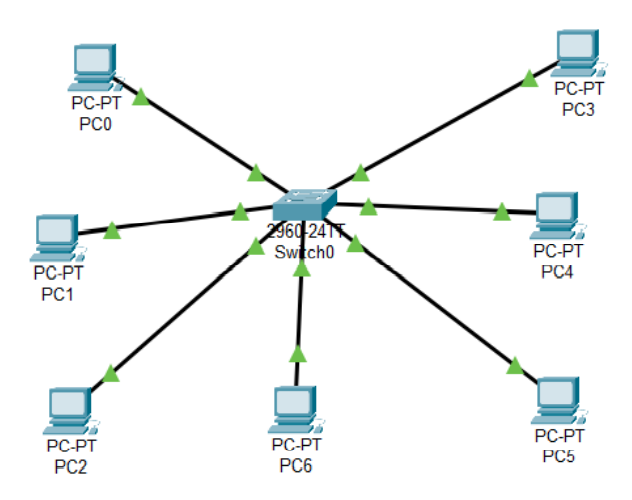 PC-PT
PC0
PC-PT
PC3
2960-24TT
Switch0
PC-PT
PC1
PC-PT
PC4
PC-PT
PC2
PC-PT
PC6
PC-PT
PC5